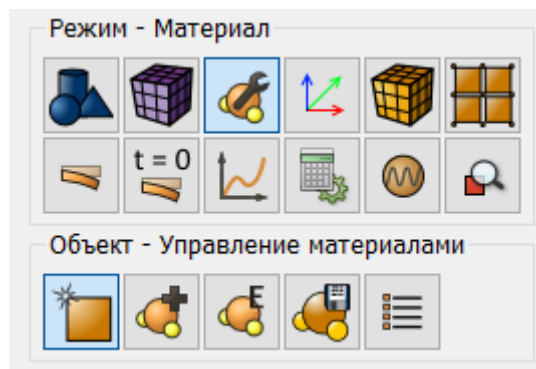 Режим - Материал
t = 0
Объект - Управление материалами
E